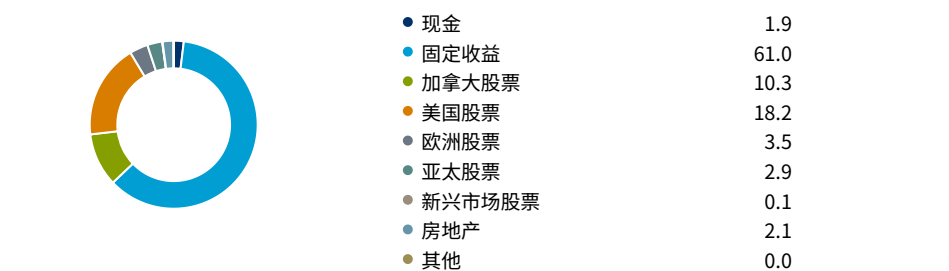 现金 1.9
固定收益 61.0
加拿大股票 10.3
美国股票 18.2
欧洲股票 3.5
亚太股票 2.9
新兴市场股票 0.1
房地产 2.1
其他 0.0